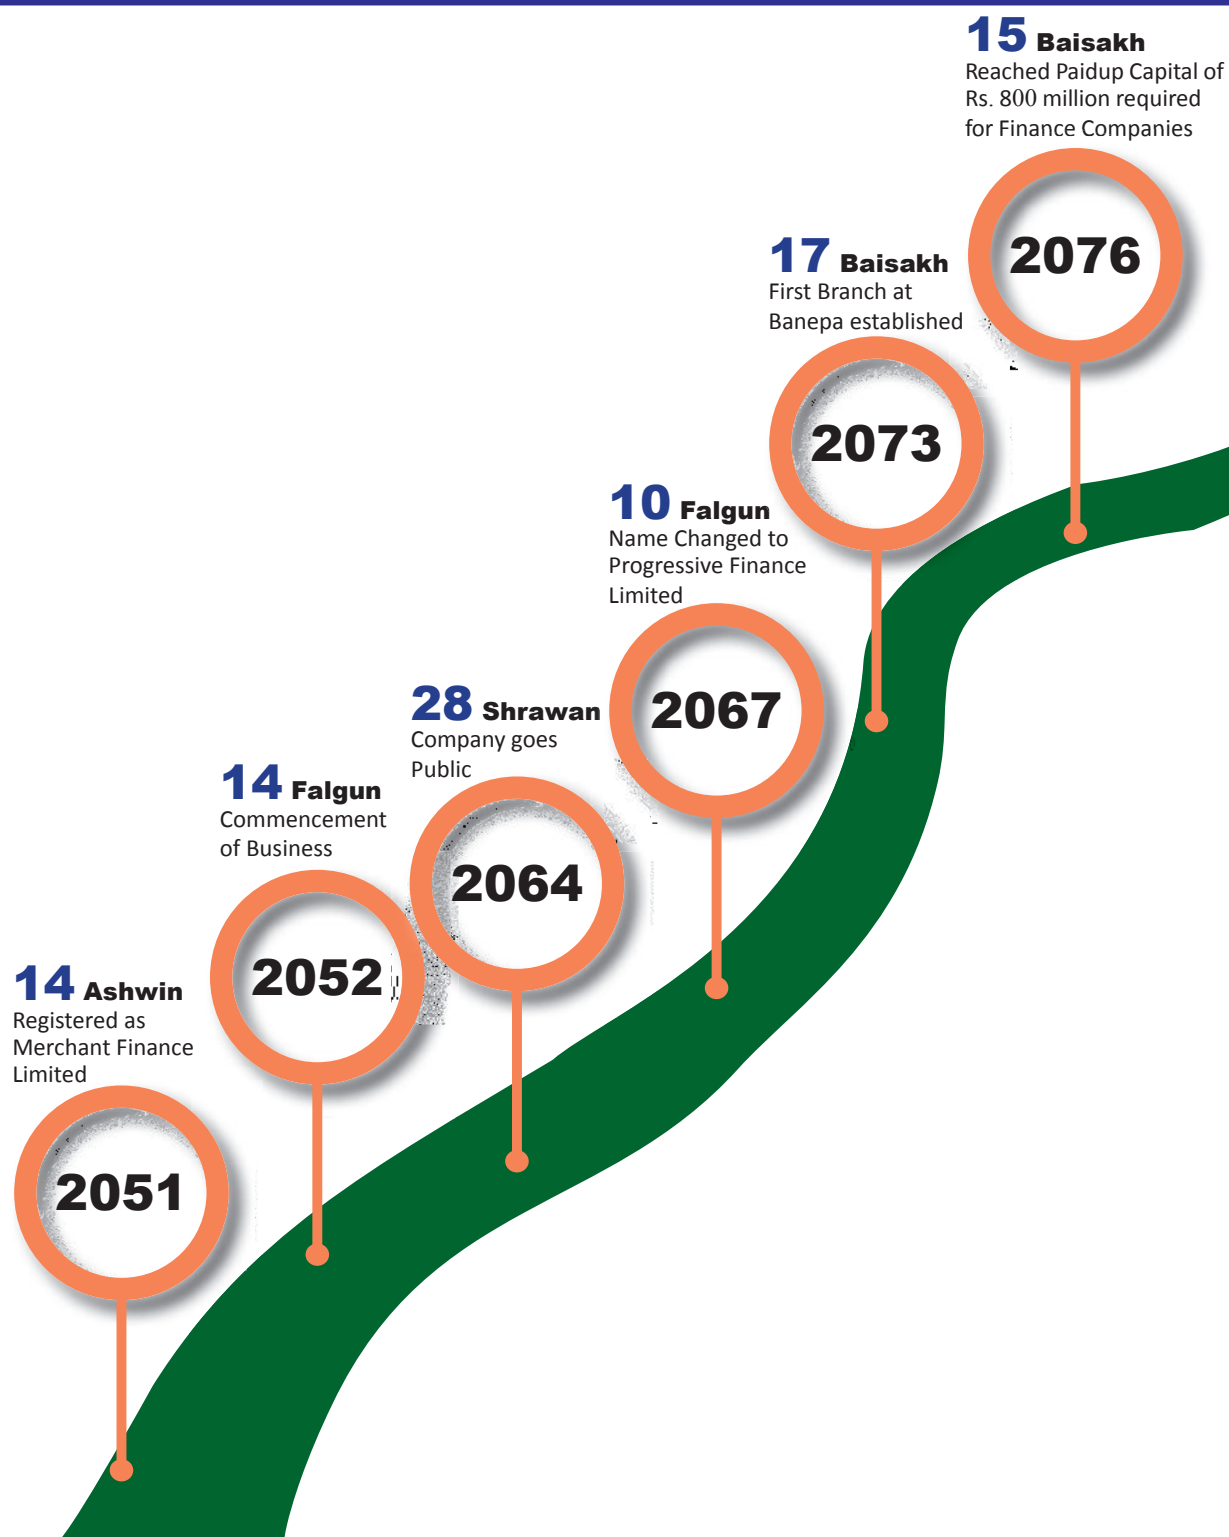 15 Baisakh
Reached Paidup Capital of
Rs. 800 million required
for Finance Companies
2076
17 Baisakh
First Branch at
Banepa established
2073
10 Falgun
Name Changed to
Progressive Finance
Limited
2067
28 Shrawan
Company goes
Public
2064
14 Falgun
Commencement
of Business
2052
14 Ashwin
Registered as
Merchant Finance
Limited
2051